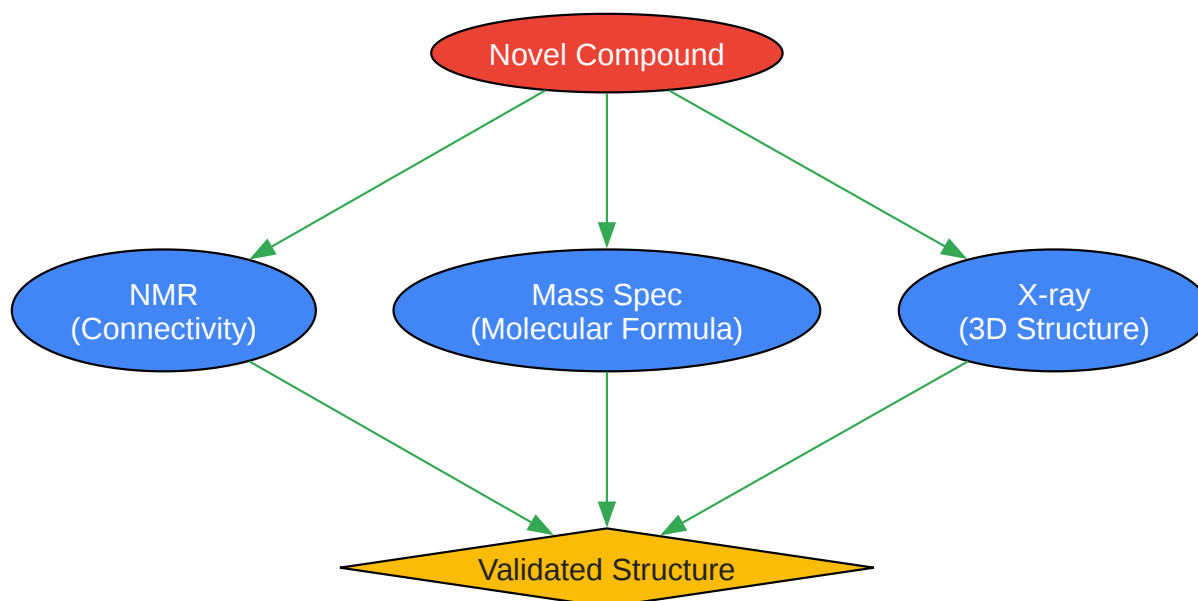 Novel Compound
NMR
(Connectivity)
Mass Spec
(Molecular Formula)
X-ray
(3D Structure)
Validated Structure